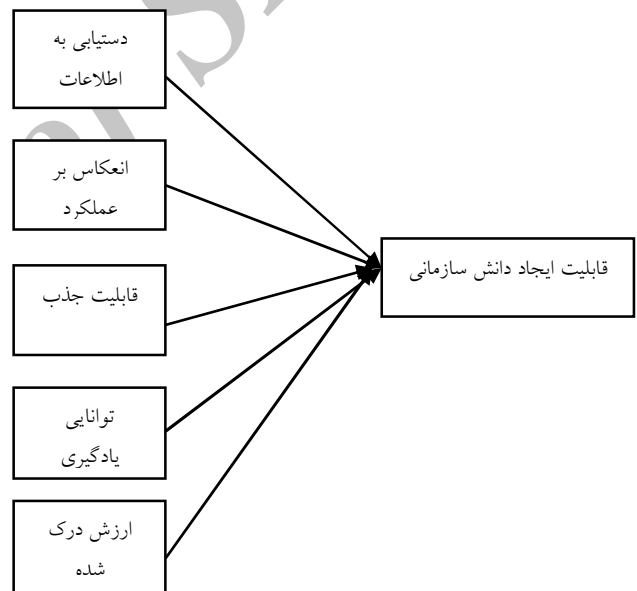 دستیابی به
اطلاعات
انعکاس بر
عملکرد
قابلیت جذب
قابلیت ایجاد دانش سازمانی
توانایی
یادگیری
ارزش درک
شده